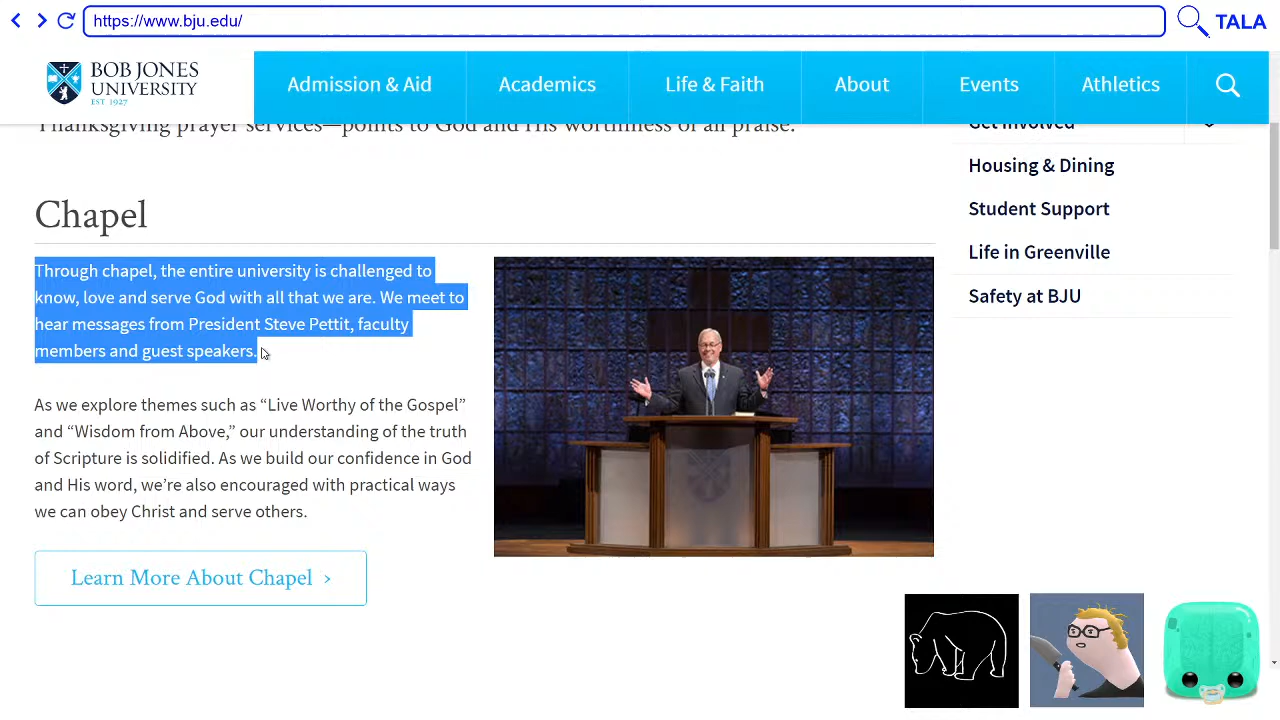 https://www.bju.edu/
TALA
BOB JONES
UNIVERSITY
EST 1927
Admission & Aid
Academics
Life & Faith
About
Events
Athletics
Thanksgiving prayer services—points to God and His worthiness of all praise.
Get Involved
Housing & Dining
Student Support
Life in Greenville
Safety at BJU
Chapel
Through chapel, the entire university is challenged to
know, love and serve God with all that we are. We meet to
hear messages from President Steve Pettit, faculty
members and guest speakers.
As we explore themes such as “Live Worthy of the Gospel”
and “Wisdom from Above,” our understanding of the truth
of Scripture is solidified. As we build our confidence in God
and His word, we’re also encouraged with practical ways
we can obey Christ and serve others.
Learn More About Chapel ›